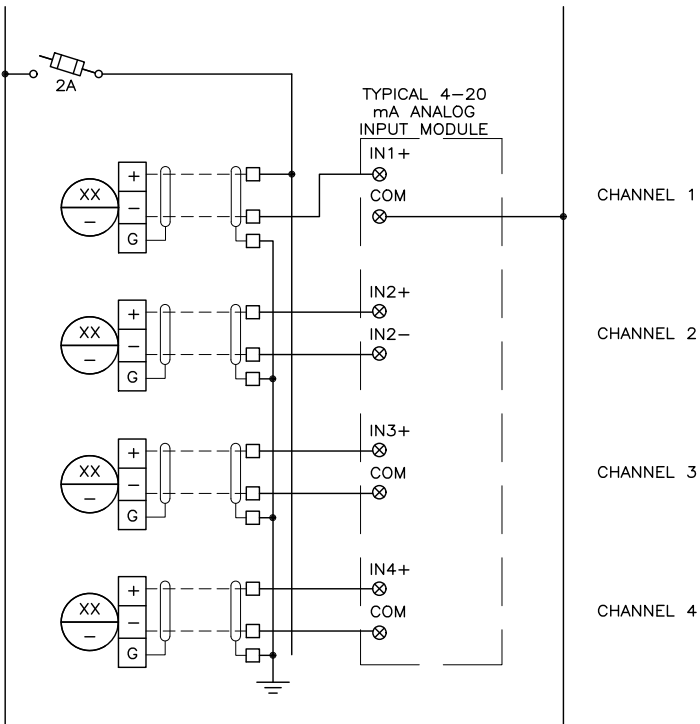 2A
TYPICAL 4-20
mA ANALOG
INPUT MODULE
IN1+
COM
XX
-
+
-
G
CHANNEL 1
IN2+
IN2-
XX
-
+
-
G
CHANNEL 2
IN3+
COM
XX
-
+
-
G
CHANNEL 3
IN4+
COM
XX
-
+
-
G
CHANNEL 4